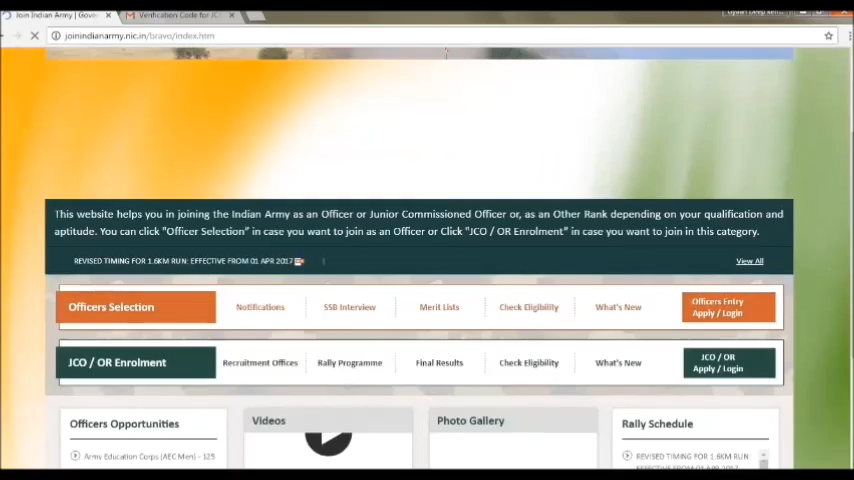 Join Indian Army | Gove
Verification Code for JC
joinindianarmy.nic.in/bravo/index.htm
This website helps you in joining the Indian Army as an Officer or Junior Commissioned Officer or, as an Other Rank depending on your qualification and
aptitude. You can click "Officer Selection" in case you want to join as an Officer or Click "JCO / OR Enrolment" in case you want to join in this category.
REVISED TIMING FOR 1.6KM RUN: EFFECTIVE FROM 01 APR 2017
View All
Officers Selection
Notifications
SSB Interview
Merit Lists
Check Eligibility
What's New
Officers Entry
Apply / Login
JCO / OR Enrolment
Recruitment Offices
Rally Programme
Final Results
Check Eligibility
What's New
JCO / OR
Apply / Login
Officers Opportunities
Videos
Photo Gallery
Rally Schedule
Army Education Corps (AEC Men) - 125
REVISED TIMING FOR 1.6KM RUN:
EFFECTIVE FROM 01 APR 2017